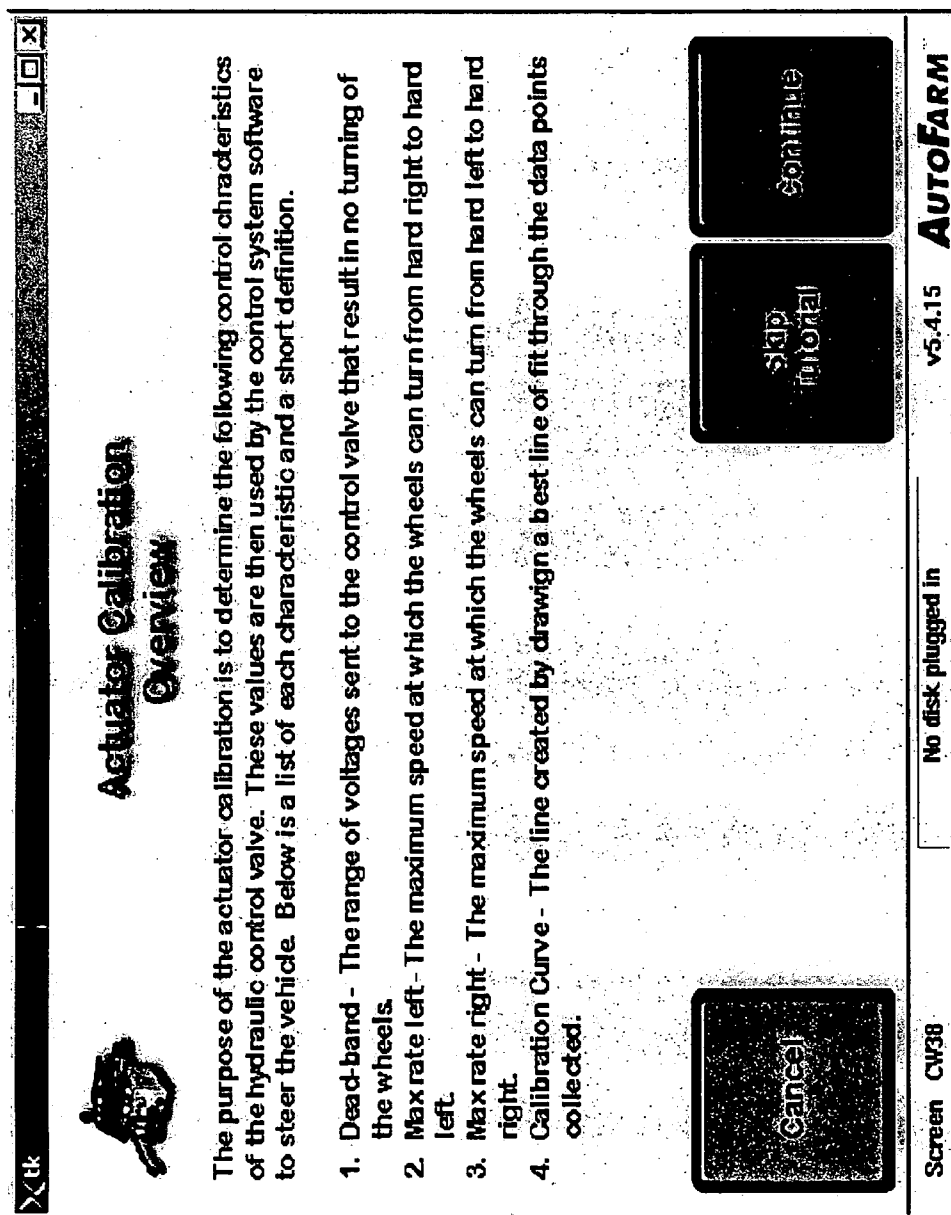 tk
Actuator Calibration
Overview
The purpose of the actuator calibration is to determine the following control chracteristics
of the hydraulic control valve. These values are then used by the control system software
to steer the vehicle. Below is a list of each characteristic and a short definition.
1. Dead-band - The range of voltages sent to the control valve that result in no turning of
the wheels.
2. Max rate left - The maximum speed at which the wheels can turn from hard right to hard
left.
3. Max rate right - The maximum speed at which the wheels can turn from hard left to hard
right.
4. Calibration Curve - The line created by drawign a best line of fit through the data points
collected.
Cancel
Skip
Tutorial
Continue
Screen CW38
No disk plugged in
v5.4.15
AUTOFARM